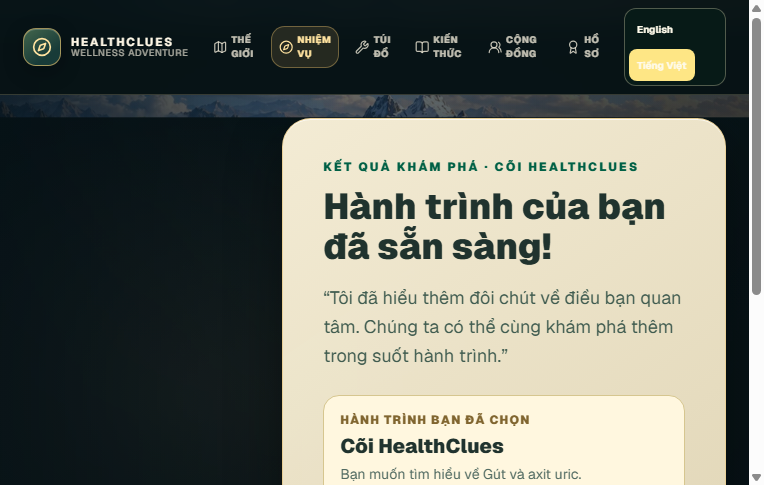 HEALTHCLUES
WELLNESS ADVENTURE
THẾ
GIỚI
NHIỆM
VỤ
TÚI
ĐỒ
KIẾN
THỨC
CỘNG
ĐỒNG
HỒ
SƠ
English
Tiếng Việt
KẾT QUẢ KHÁM PHÁ · CÕI HEALTHCLUES
Hành trình của bạn
đã sẵn sàng!
“Tôi đã hiểu thêm đôi chút về điều bạn quan
tâm. Chúng ta có thể cùng khám phá thêm
trong suốt hành trình.”
HÀNH TRÌNH BẠN ĐÃ CHỌN
Cõi HealthClues
Bạn muốn tìm hiểu về Gút và axit uric.